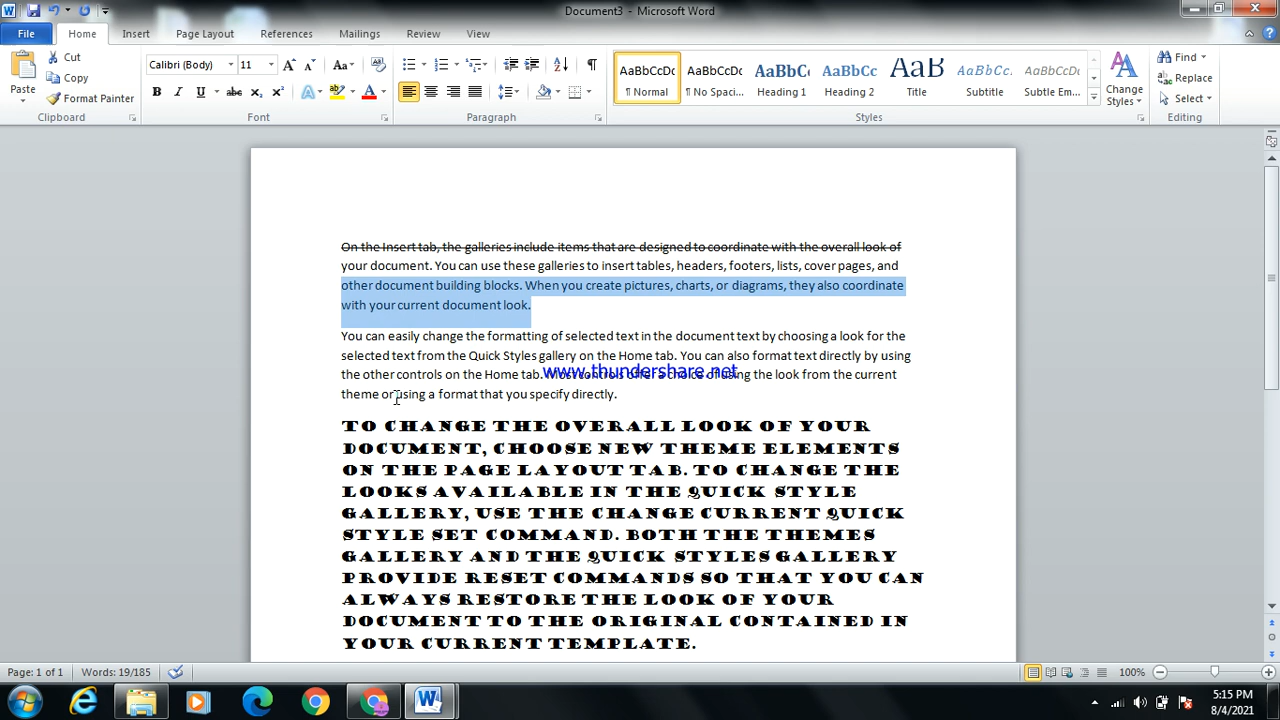 Document3 - Microsoft Word
File Home Insert Page Layout References Mailings Review View
Paste
Cut
Copy
Format Painter
Clipboard
Calibri (Body) 11
Font
Paragraph
AaBbCcDc AaBbCcDc AaBbCc AaBbCc AaB AaBbCc. AaBbCcDc
¶ Normal ¶ No Spaci... Heading 1 Heading 2 Title Subtitle Subtle Em...
Change Styles
Styles
Find
Replace
Select
Editing
On the Insert tab, the galleries include items that are designed to coordinate with the overall look of
your document. You can use these galleries to insert tables, headers, footers, lists, cover pages, and
other document building blocks. When you create pictures, charts, or diagrams, they also coordinate
with your current document look.
You can easily change the formatting of selected text in the document text by choosing a look for the
selected text from the Quick Styles gallery on the Home tab. You can also format text directly by using
the other controls on the Home tab. Most controls offer a choice of using the look from the current
www.thundershare.net
theme or using a format that you specify directly.
TO CHANGE THE OVERALL LOOK OF YOUR
DOCUMENT, CHOOSE NEW THEME ELEMENTS
ON THE PAGE LAYOUT TAB. TO CHANGE THE
LOOKS AVAILABLE IN THE QUICK STYLE
GALLERY, USE THE CHANGE CURRENT QUICK
STYLE SET COMMAND. BOTH THE THEMES
GALLERY AND THE QUICK STYLES GALLERY
PROVIDE RESET COMMANDS SO THAT YOU CAN
ALWAYS RESTORE THE LOOK OF YOUR
DOCUMENT TO THE ORIGINAL CONTAINED IN
YOUR CURRENT TEMPLATE.
Page: 1 of 1 Words: 19/185 100%
5:15 PM
8/4/2021